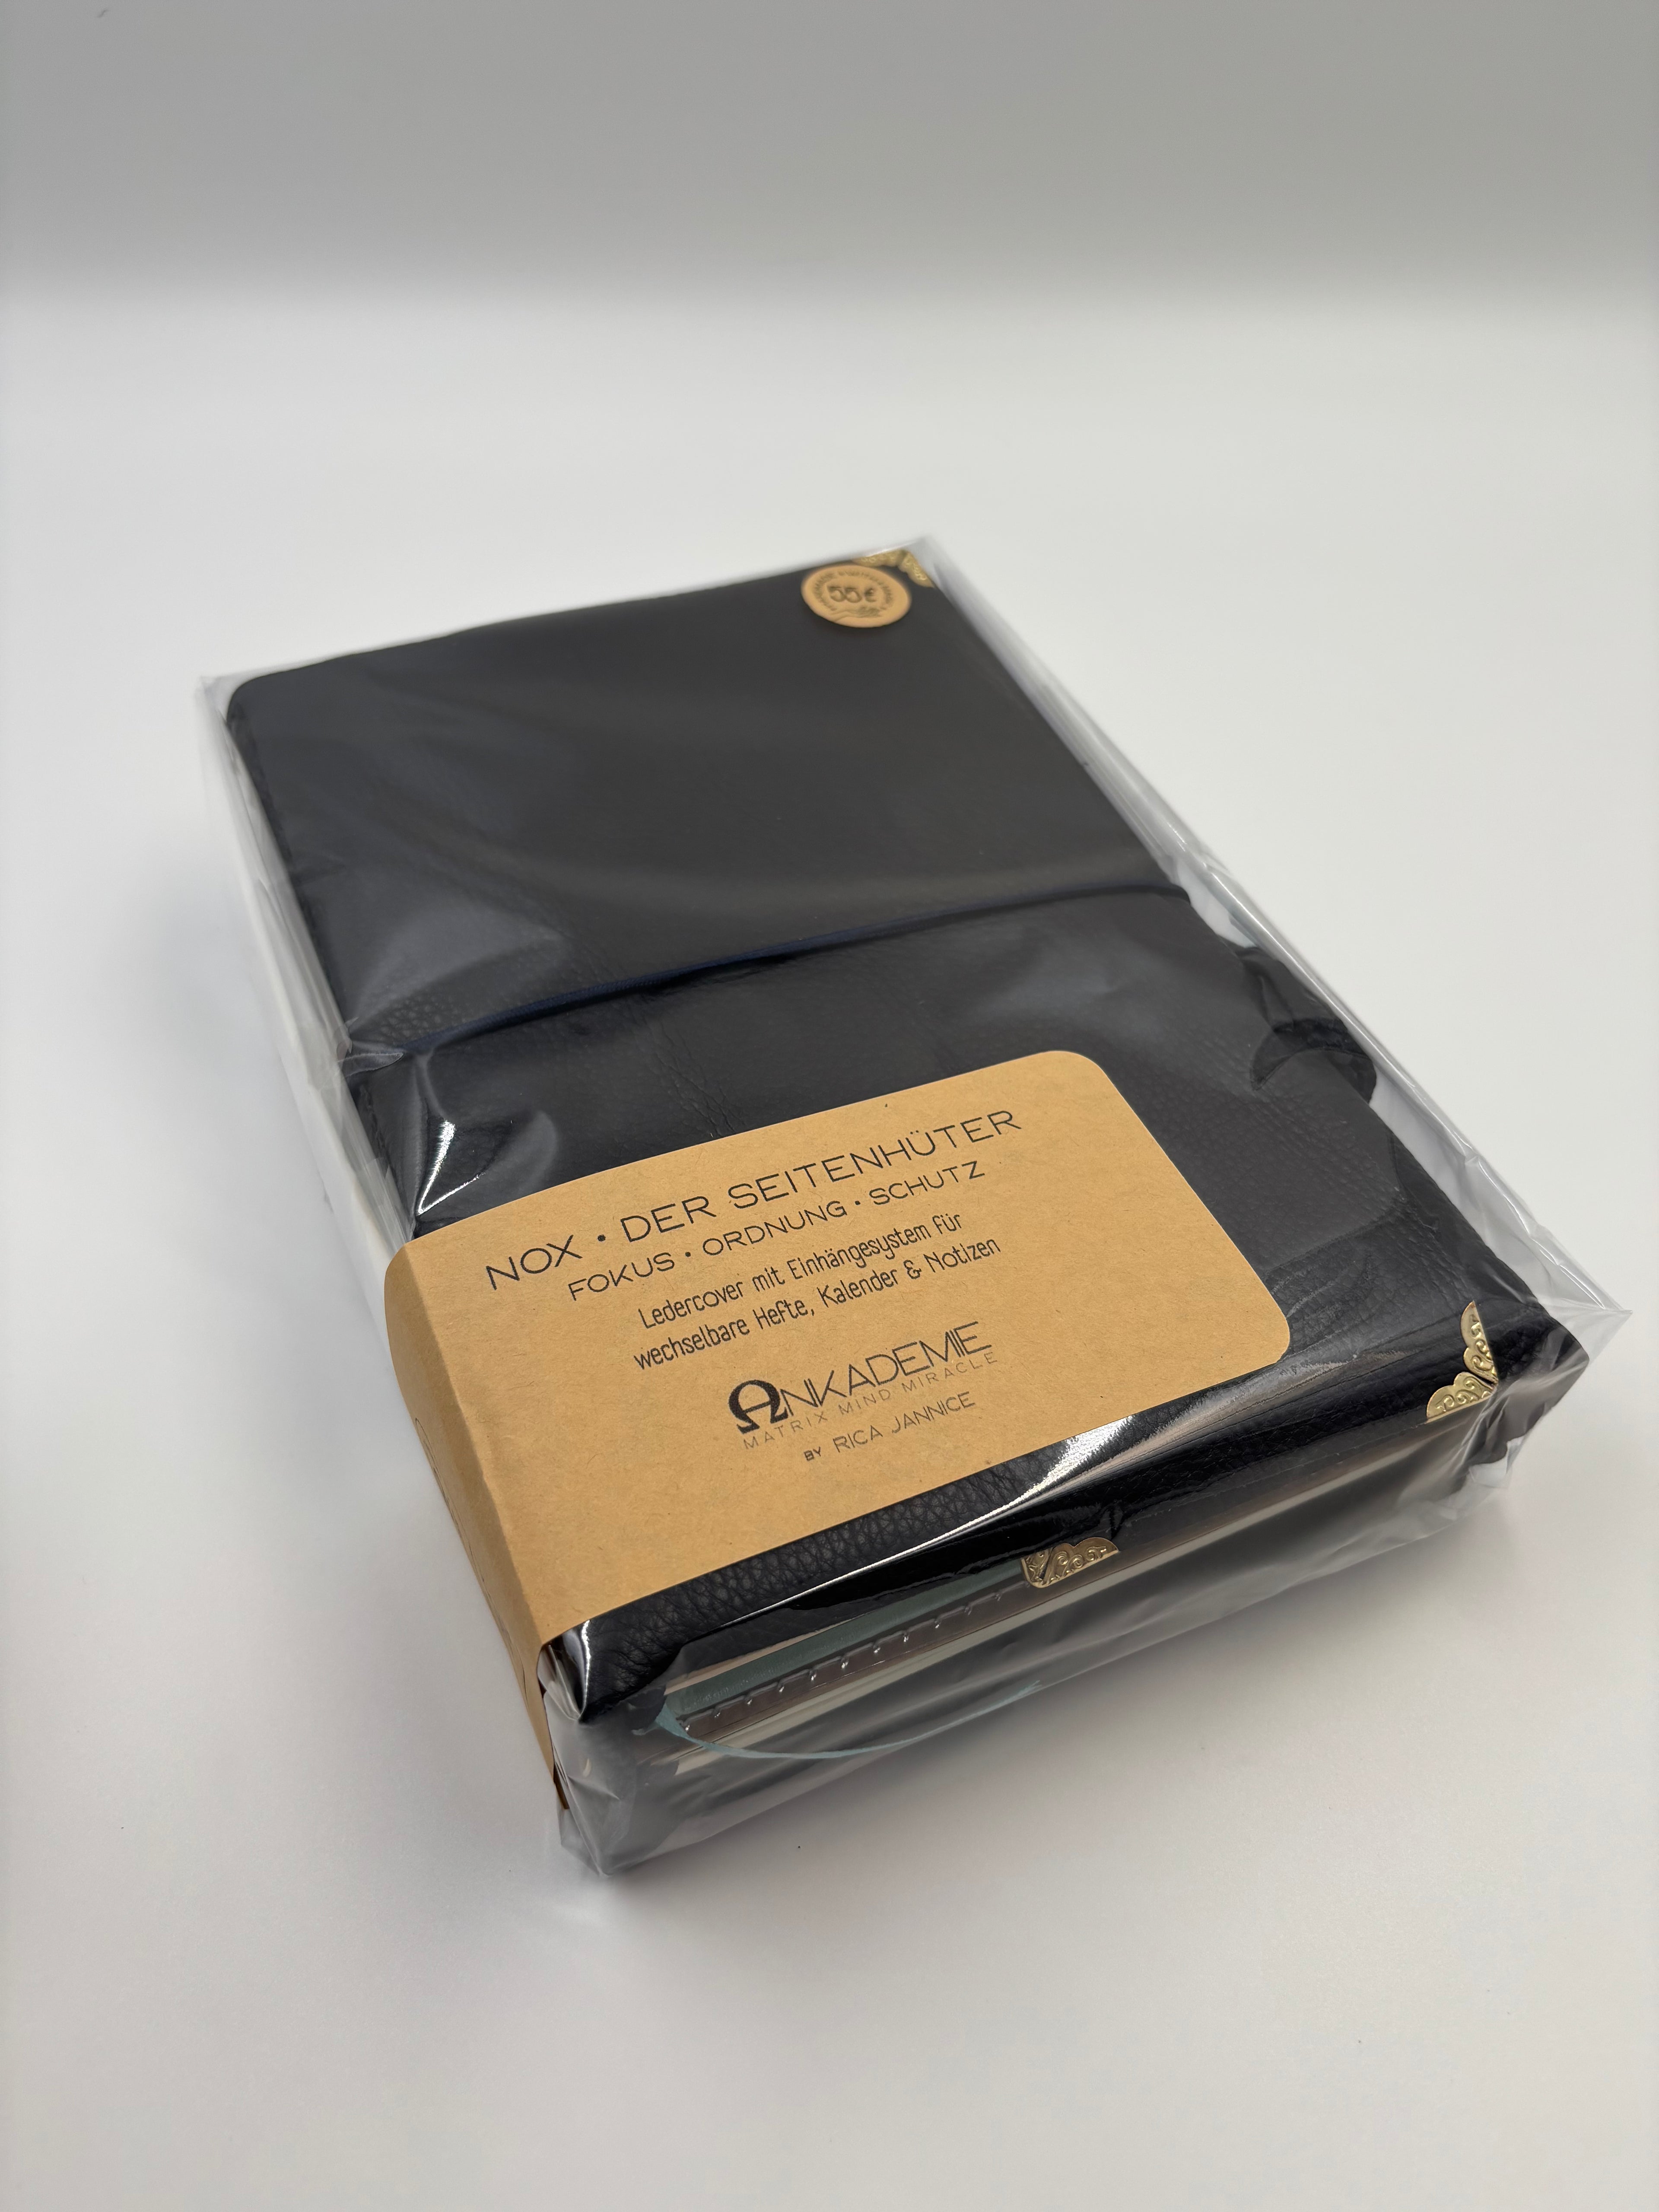 55€
NOX • DER SEITENHÜTER
FOKUS • ORDNUNG • SCHUTZ
Ledercover mit Einhängesystem für
wechselbare Hefte, Kalender & Notizen
ANKADEMIE
MATRIX MIND MIRACLE
BY RICA JANNICE